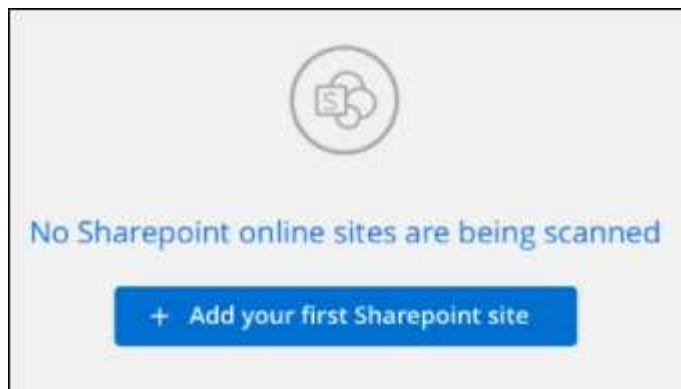 S
No Sharepoint online sites are being scanned
+ Add your first Sharepoint site